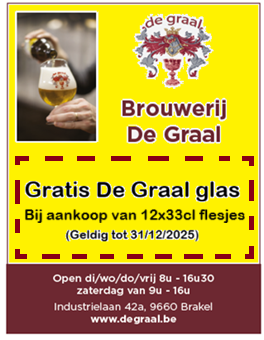 de graal
Brouwerij
De Graal
Gratis De Graal glas
Bij aankoop van 12x33cl flesjes
(Geldig tot 31/12/2025)
Open di/wo/do/vrij 8u - 16u30
zaterdag van 9u - 16u
Industrielaan 42a, 9660 Brakel
www.degraal.be